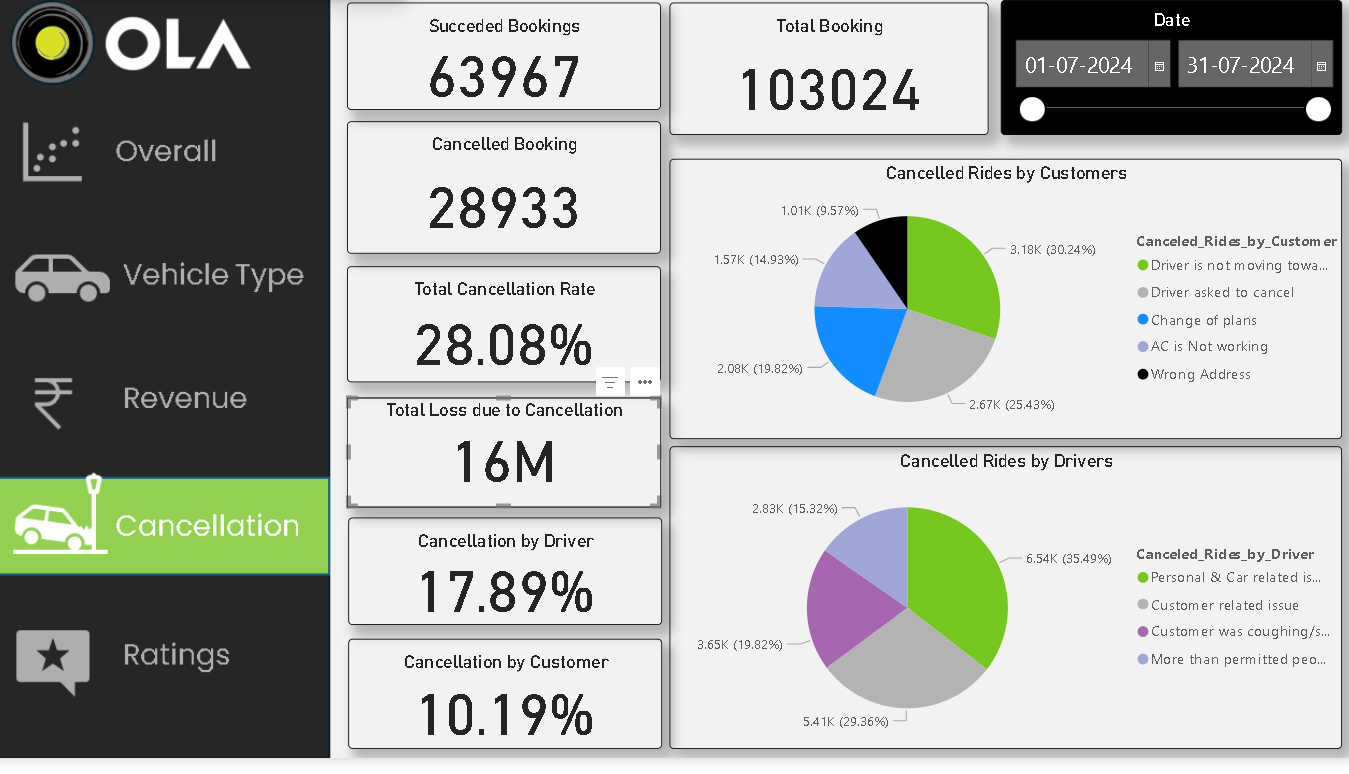 OLA
Overall
Vehicle Type
Revenue
Cancellation
Ratings
Succeded Bookings
63967
Cancelled Booking
28933
Total Cancellation Rate
28.08%
Total Loss due to Cancellation
16M
Cancellation by Driver
17.89%
Cancellation by Customer
10.19%
Total Booking
103024
Date
01-07-2024 31-07-2024
Cancelled Rides by Customers
1.01K (9.57%)
3.18K (30.24%)
1.57K (14.93%)
2.08K (19.82%)
2.67K (25.43%)
Canceled_Rides_by_Customer
Driver is not moving towa...
Driver asked to cancel
Change of plans
AC is Not working
Wrong Address
Cancelled Rides by Drivers
2.83K (15.32%)
6.54K (35.49%)
3.65K (19.82%)
5.41K (29.36%)
Canceled_Rides_by_Driver
Personal & Car related is...
Customer related issue
Customer was coughing/s...
More than permitted peo...